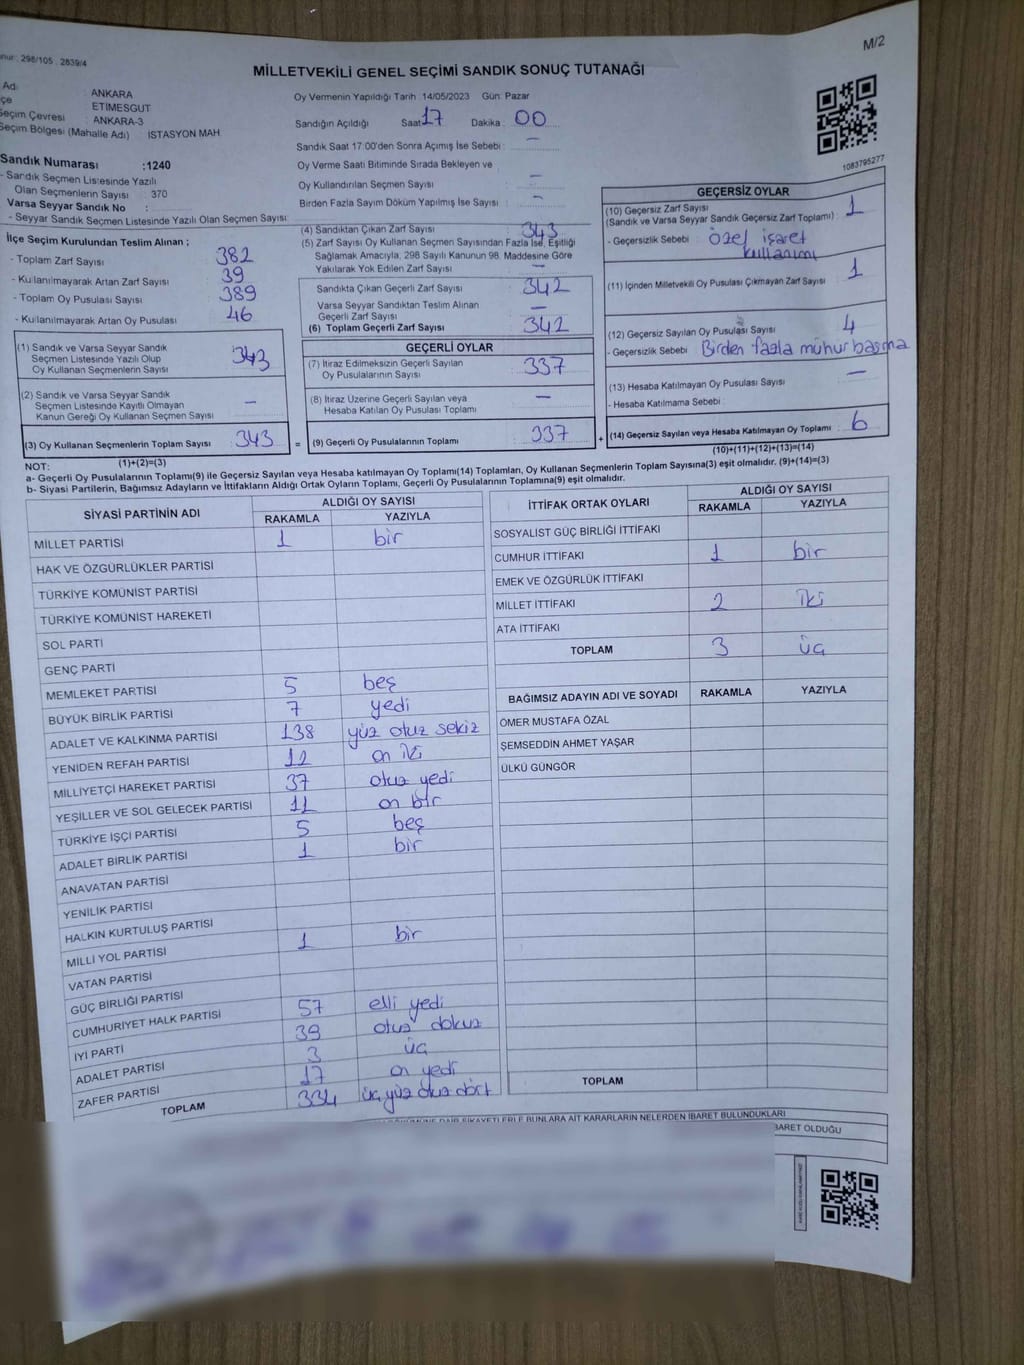 M/2
298/105 2839/4
MİLLETVEKİLİ GENEL SEÇİMİ SANDIK SONUÇ TUTANAĞI
Adı : ANKARA
ETİMESGUT
Seçim Çevresi : ANKARA-3
Seçim Bölgesi (Mahalle Adı) İSTASYON MAH
Sandık Numarası :1240
- Sandık Seçmen Listesinde Yazılı
Olan Seçmenlerin Sayısı : 370
Varsa Seyyar Sandık No :
- Seyyar Sandık Seçmen Listesinde Yazılı Olan Seçmen Sayısı
Oy Vermenin Yapıldığı Tarih 14/05/2023 Gün: Pazar
Sandığın Açıldığı Saat 17 Dakika : 00
Sandık Saat 17:00'den Sonra Açımış İse Sebebi : —
Oy Verme Saati Bitiminde Sırada Bekleyen ve
Oy Kullandırılan Seçmen Sayısı —
Birden Fazla Sayım Döküm Yapılmış İse Sayısı —
1083795277
İlçe Seçim Kurulundan Teslim Alınan ;
- Toplam Zarf Sayısı 382
- Kullanılmayarak Artan Zarf Sayısı 39
- Toplam Oy Pusulası Sayısı 389
- Kullanılmayarak Artan Oy Pusulası 46
(1) Sandık ve Varsa Seyyar Sandık
Seçmen Listesinde Yazılı Olup
Oy Kullanan Seçmenlerin Sayısı 343
(2) Sandık ve Varsa Seyyar Sandık
Seçmen Listesinde Kayıtlı Olmayan
Kanun Gereği Oy Kullanan Seçmen Sayısı —
(3) Oy Kullanan Seçmenlerin Toplam Sayısı 343 =
(1)+(2)=(3)
(4) Sandıktan Çıkan Zarf Sayısı 343
(5) Zarf Sayısı Oy Kullanan Seçmen Sayısından Fazla İse, Eşitliği
Sağlamak Amacıyla, 298 Sayılı Kanunun 98. Maddesine Göre
Yakılarak Yok Edilen Zarf Sayısı —
Sandıkta Çıkan Geçerli Zarf Sayısı 342
Varsa Seyyar Sandıktan Teslim Alınan
Geçerli Zarf Sayısı —
(6) Toplam Geçerli Zarf Sayısı 342
GEÇERLİ OYLAR
(7) İtiraz Edilmeksizin Geçerli Sayılan
Oy Pusulalarının Sayısı 337
(8) İtiraz Üzerine Geçerli Sayılan veya
Hesaba Katılan Oy Pusulası Toplamı —
(9) Geçerli Oy Pusulalarının Toplamı 337 +
GEÇERSİZ OYLAR
(10) Geçersiz Zarf Sayısı
(Sandık ve Varsa Seyyar Sandık Geçersiz Zarf Toplamı) : 1
- Geçersizlik Sebebi : Özel işaret
kullanımı
(11) İçinden Milletvekili Oy Pusulası Çıkmayan Zarf Sayısı : 1
(12) Geçersiz Sayılan Oy Pusulası Sayısı 4
- Geçersizlik Sebebi Birden fazla mühür basma
(13) Hesaba Katılmayan Oy Pusulası Sayısı —
- Hesaba Katılmama Sebebi :
(14) Geçersiz Sayılan veya Hesaba Katılmayan Oy Toplamı : 6
(10)+(11)+(12)+(13)=(14)
NOT:
a- Geçerli Oy Pusulalarının Toplamı(9) ile Geçersiz Sayılan veya Hesaba katılmayan Oy Toplamı(14) Toplamları, Oy Kullanan Seçmenlerin Toplam Sayısına(3) eşit olmalıdır. (9)+(14)=(3)
b- Siyasi Partilerin, Bağımsız Adayların ve İttifakların Aldığı Ortak Oyların Toplamı, Geçerli Oy Pusulalarının Toplamına(9) eşit olmalıdır.
SİYASİ PARTİNİN ADI ALDIĞI OY SAYISI
RAKAMLA YAZIYLA
MİLLET PARTİSİ 1 bir
HAK VE ÖZGÜRLÜKLER PARTİSİ
TÜRKİYE KOMÜNİST PARTİSİ
TÜRKİYE KOMÜNİST HAREKETİ
SOL PARTİ
GENÇ PARTİ
MEMLEKET PARTİSİ 5 beş
BÜYÜK BİRLİK PARTİSİ 7 yedi
ADALET VE KALKINMA PARTİSİ 138 yüz otuz sekiz
YENİDEN REFAH PARTİSİ 12 on iki
MİLLİYETÇİ HAREKET PARTİSİ 37 otuz yedi
YEŞİLLER VE SOL GELECEK PARTİSİ 11 on bir
TÜRKİYE İŞÇİ PARTİSİ 5 beş
ADALET BİRLİK PARTİSİ 1 bir
ANAVATAN PARTİSİ
YENİLİK PARTİSİ
HALKIN KURTULUŞ PARTİSİ
MİLLİ YOL PARTİSİ 1 bir
VATAN PARTİSİ
GÜÇ BİRLİĞİ PARTİSİ
CUMHURİYET HALK PARTİSİ 57 elli yedi
İYİ PARTİ 39 otuz dokuz
ADALET PARTİSİ 3 üç
ZAFER PARTİSİ 17 on yedi
TOPLAM 334 üç yüz otuz dört
İTTİFAK ORTAK OYLARI ALDIĞI OY SAYISI
RAKAMLA YAZIYLA
SOSYALİST GÜÇ BİRLİĞİ İTTİFAKI
CUMHUR İTTİFAKI 1 bir
EMEK VE ÖZGÜRLÜK İTTİFAKI
MİLLET İTTİFAKI 2 iki
ATA İTTİFAKI
TOPLAM 3 üç
BAĞIMSIZ ADAYIN ADI VE SOYADI RAKAMLA YAZIYLA
ÖMER MUSTAFA ÖZAL
ŞEMSEDDİN AHMET YAŞAR
ÜLKÜ GÜNGÖR
TOPLAM
ŞİKAYETLERLE BUNLARA AİT KARARLARIN NELERDEN İBARET BULUNDUKLARI
İBARET OLDUĞU